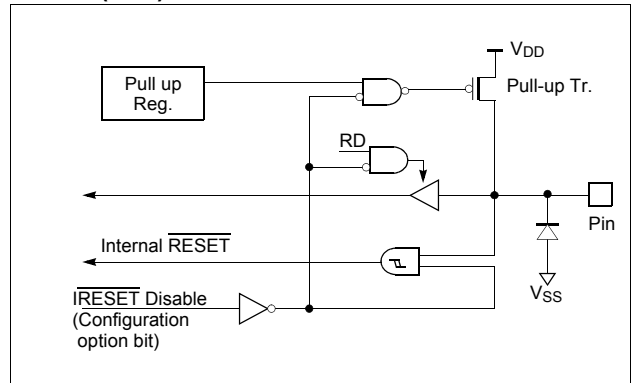 VDD
Pull up
Reg.
Pull-up Tr.
RD
Pin
Internal RESET
VSS
IRESET Disable
(Configuration
option bit)